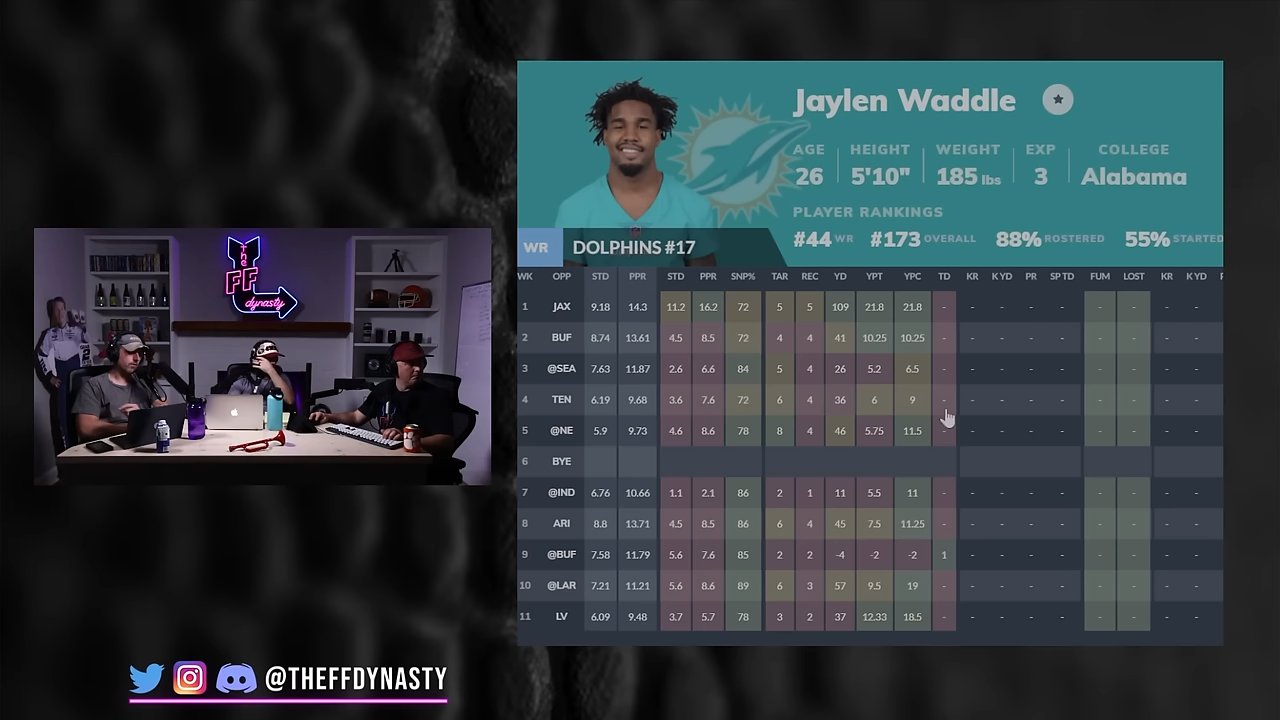 Jaylen Waddle
AGE HEIGHT WEIGHT EXP COLLEGE
26 5'10" 185 lbs 3 Alabama
PLAYER RANKINGS
#44 WR #173 OVERALL 88% ROSTERED 55% STARTED
WR DOLPHINS #17
WK OPP STD PPR STD PPR SNP% TAR REC YD YPT YPC TD KR K YD PR SP TD FUM LOST KR K YD
1 JAX 9.18 14.3 11.2 16.2 72 5 5 109 21.8 21.8 - - - - - - - - -
2 BUF 8.74 13.61 4.5 8.5 72 4 4 41 10.25 10.25 - - - - - - - - -
3 @SEA 7.63 11.87 2.6 6.6 84 5 4 26 5.2 6.5 - - - - - - - - -
4 TEN 6.19 9.68 3.6 7.6 72 6 4 36 6 9 - - - - - - - - -
5 @NE 5.9 9.73 4.6 8.6 78 8 4 46 5.75 11.5 - - - - - - - - -
6 BYE
7 @IND 6.76 10.66 1.1 2.1 86 2 1 11 5.5 11 - - - - - - - - -
8 ARI 8.8 13.71 4.5 8.5 86 6 4 45 7.5 11.25 - - - - - - - - -
9 @BUF 7.58 11.79 5.6 7.6 85 2 2 -4 -2 -2 1 - - - - - - - -
10 @LAR 7.21 11.21 5.6 8.6 89 6 3 57 9.5 19 - - - - - - - - -
11 LV 6.09 9.48 3.7 5.7 78 3 2 37 12.33 18.5 - - - - - - - - -
the
FF
dynasty
@THEFFDYNASTY